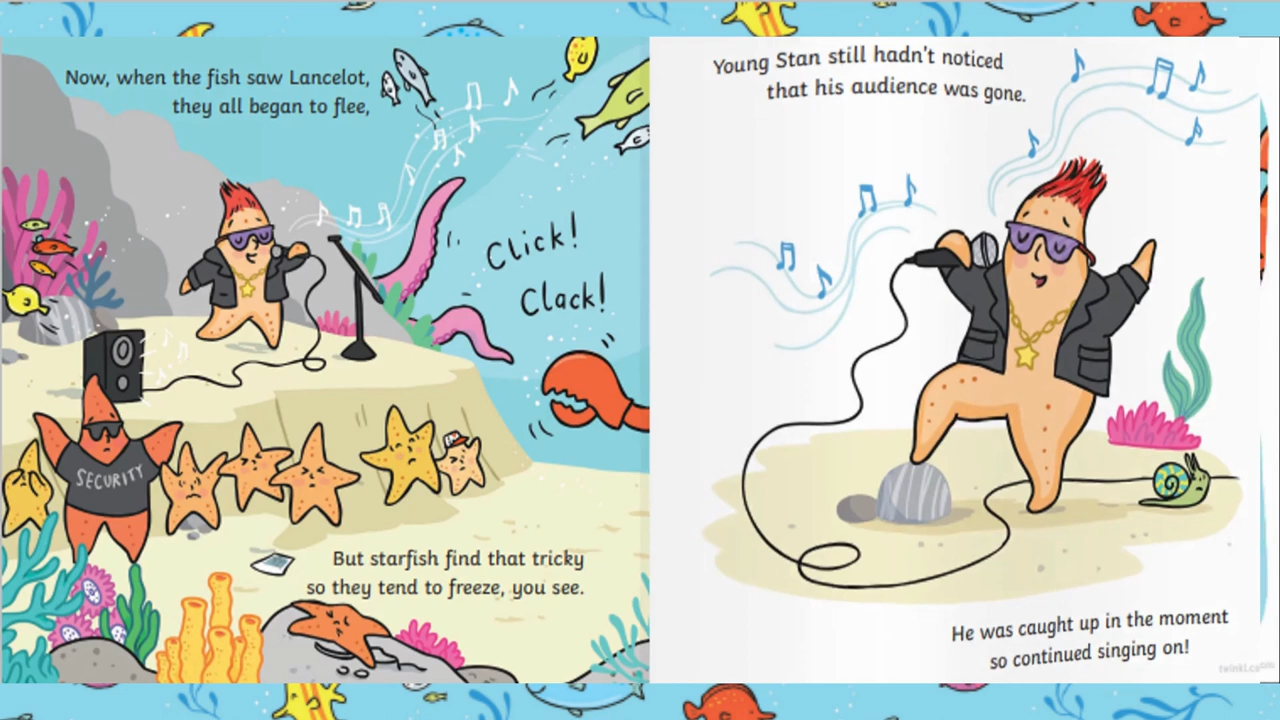 Now, when the fish saw Lancelot,
they all began to flee,
Click!
Clack!
SECURITY
But starfish find that tricky
so they tend to freeze, you see.
Young Stan still hadn't noticed
that his audience was gone.
He was caught up in the moment
so continued singing on!